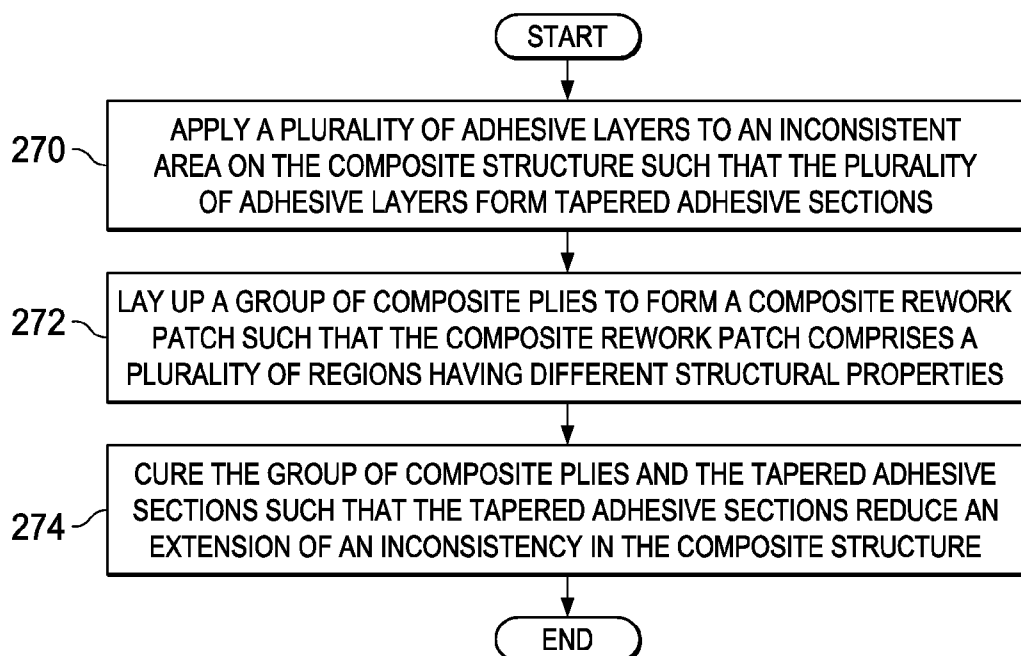 START
270
APPLY A PLURALITY OF ADHESIVE LAYERS TO AN INCONSISTENT
AREA ON THE COMPOSITE STRUCTURE SUCH THAT THE PLURALITY
OF ADHESIVE LAYERS FORM TAPERED ADHESIVE SECTIONS
272
LAY UP A GROUP OF COMPOSITE PLIES TO FORM A COMPOSITE REWORK
PATCH SUCH THAT THE COMPOSITE REWORK PATCH COMPRISES A
PLURALITY OF REGIONS HAVING DIFFERENT STRUCTURAL PROPERTIES
274
CURE THE GROUP OF COMPOSITE PLIES AND THE TAPERED ADHESIVE
SECTIONS SUCH THAT THE TAPERED ADHESIVE SECTIONS REDUCE AN
EXTENSION OF AN INCONSISTENCY IN THE COMPOSITE STRUCTURE
END